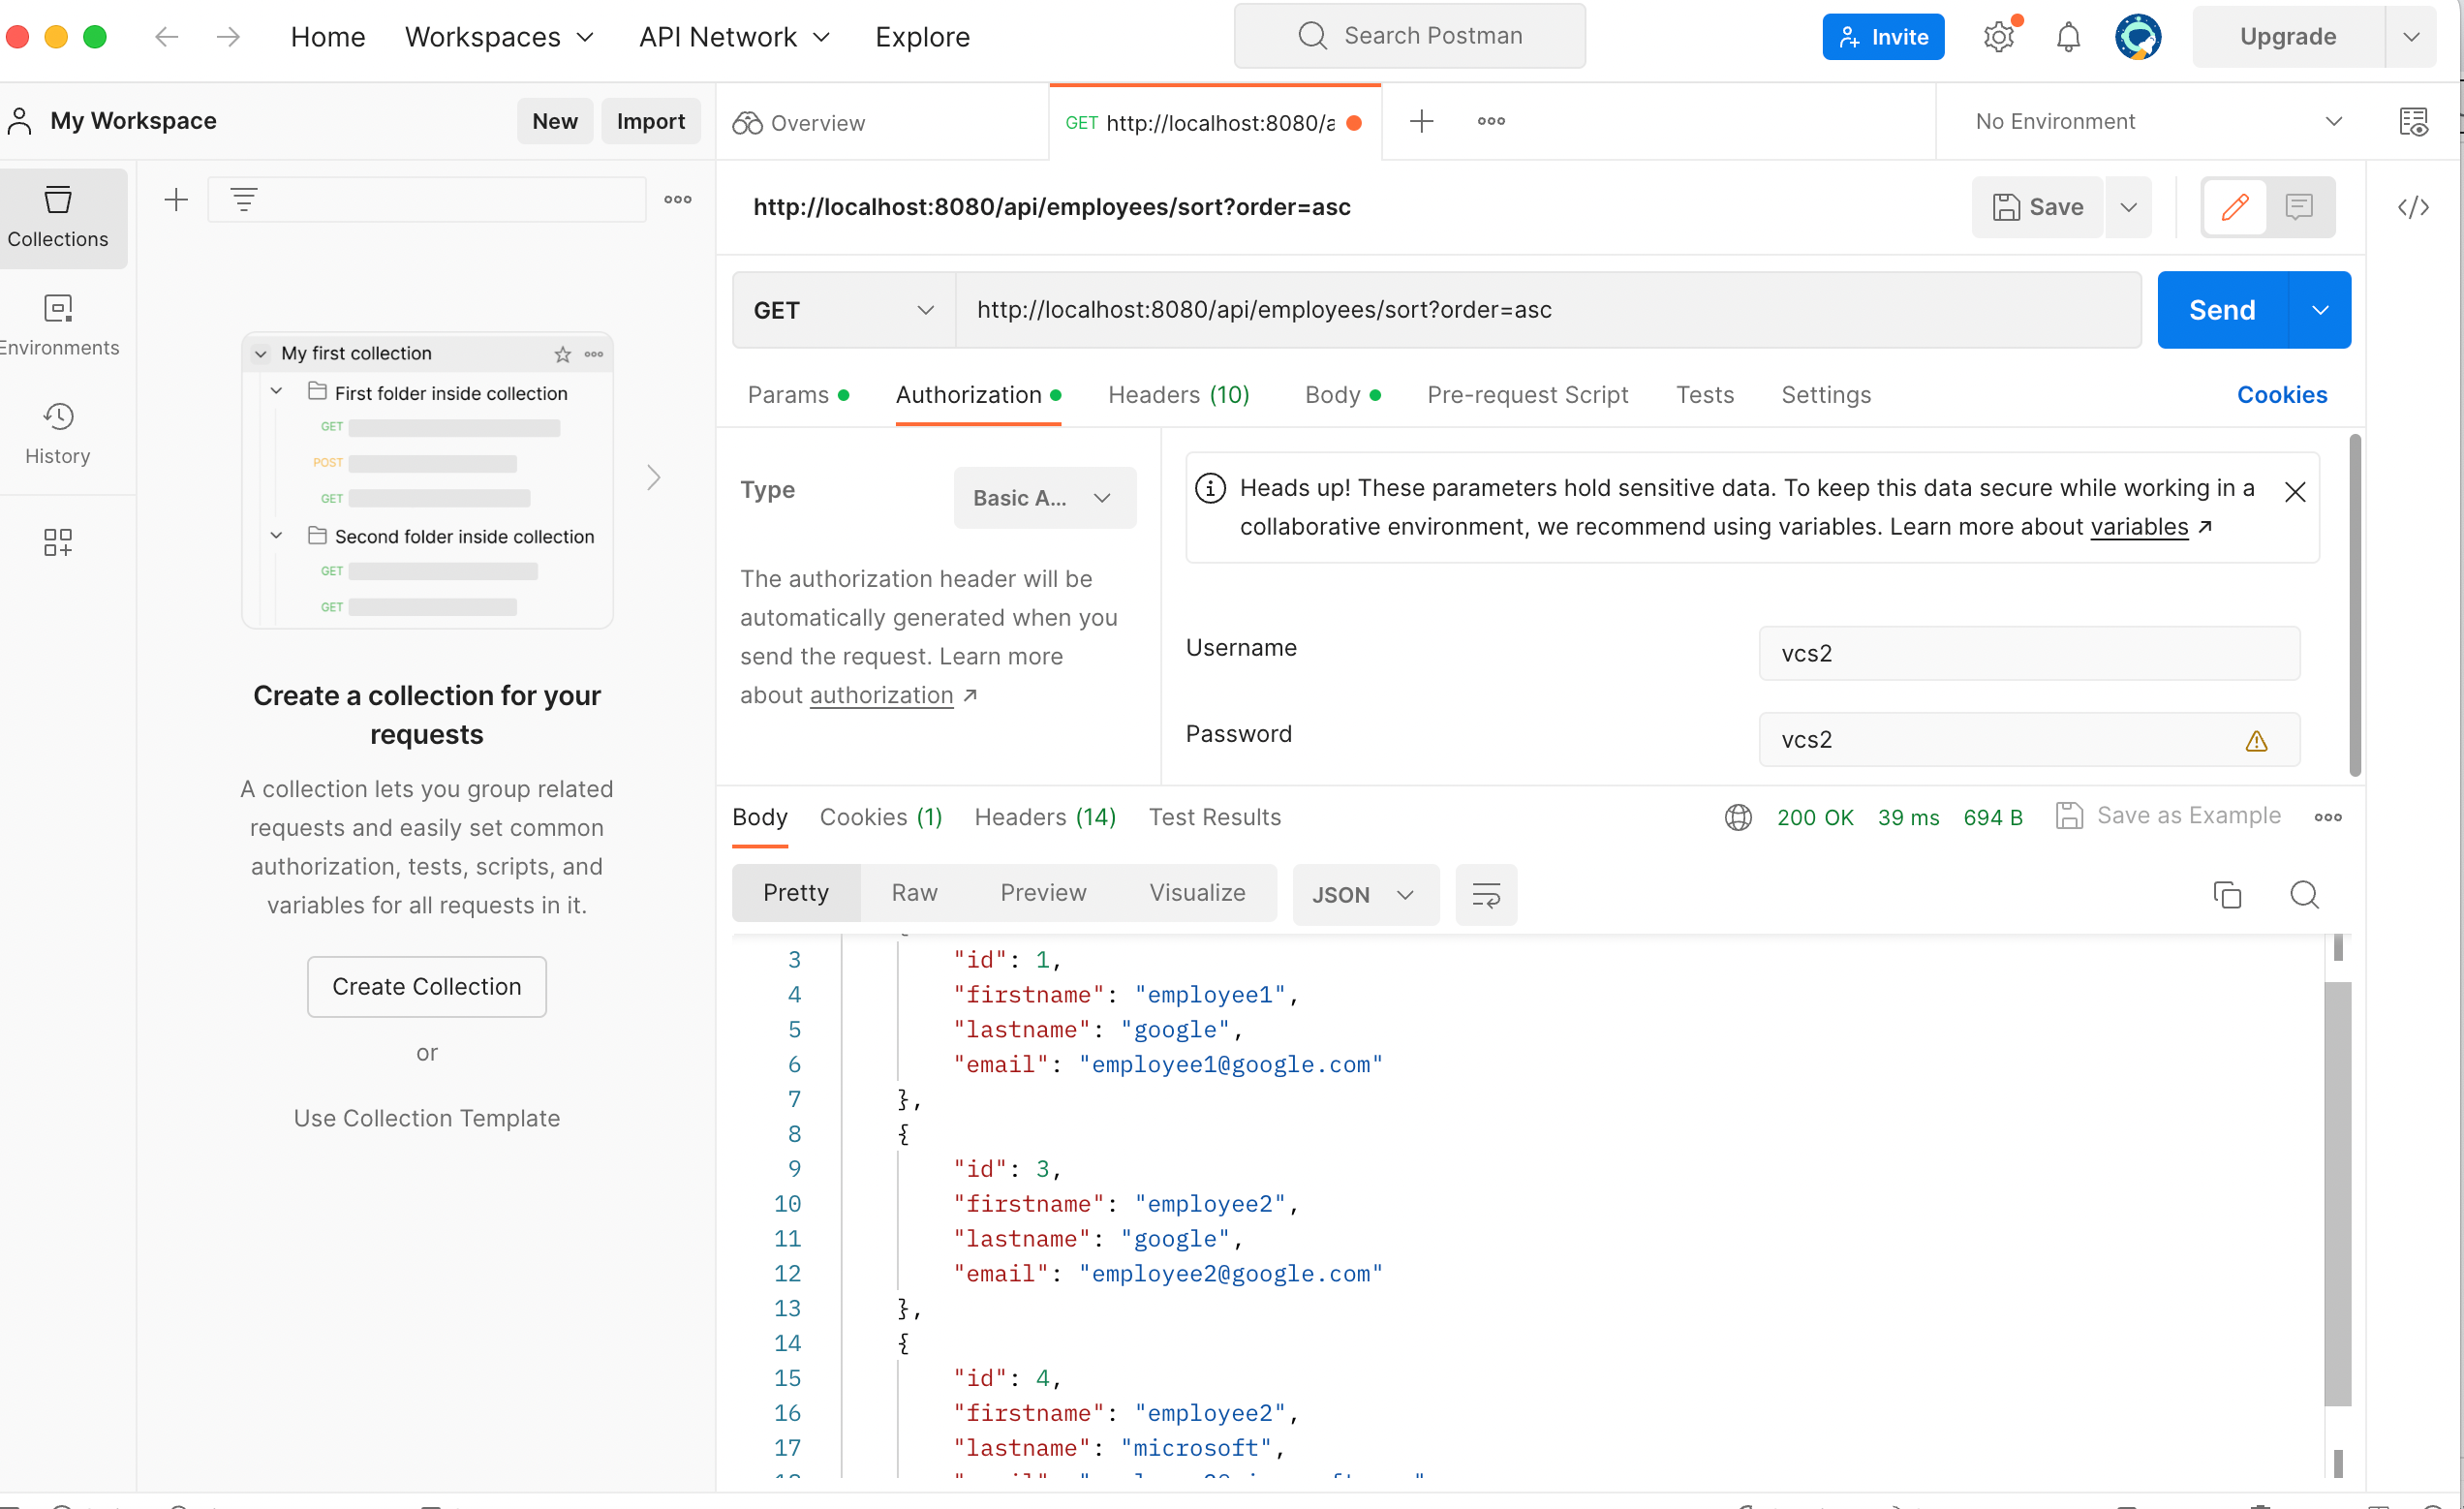 Home Workspaces API Network Explore Search Postman Invite Upgrade
My Workspace New Import
Overview GET http://localhost:8080/a No Environment
Collections
Environments
History
http://localhost:8080/api/employees/sort?order=asc Save
GET http://localhost:8080/api/employees/sort?order=asc Send
Params Authorization Headers (10) Body Pre-request Script Tests Settings Cookies
My first collection
First folder inside collection
GET
POST
GET
Second folder inside collection
GET
GET
Create a collection for your
requests
A collection lets you group related
requests and easily set common
authorization, tests, scripts, and
variables for all requests in it.
Create Collection
or
Use Collection Template
Type Basic A...
The authorization header will be
automatically generated when you
send the request. Learn more
about authorization ↗
Heads up! These parameters hold sensitive data. To keep this data secure while working in a
collaborative environment, we recommend using variables. Learn more about variables ↗
Username vcs2
Password vcs2
Body Cookies (1) Headers (14) Test Results 200 OK 39 ms 694 B Save as Example
Pretty Raw Preview Visualize JSON
3 "id": 1,
4 "firstname": "employee1",
5 "lastname": "google",
6 "email": "employee1@google.com"
7 },
8 {
9 "id": 3,
10 "firstname": "employee2",
11 "lastname": "google",
12 "email": "employee2@google.com"
13 },
14 {
15 "id": 4,
16 "firstname": "employee2",
17 "lastname": "microsoft",